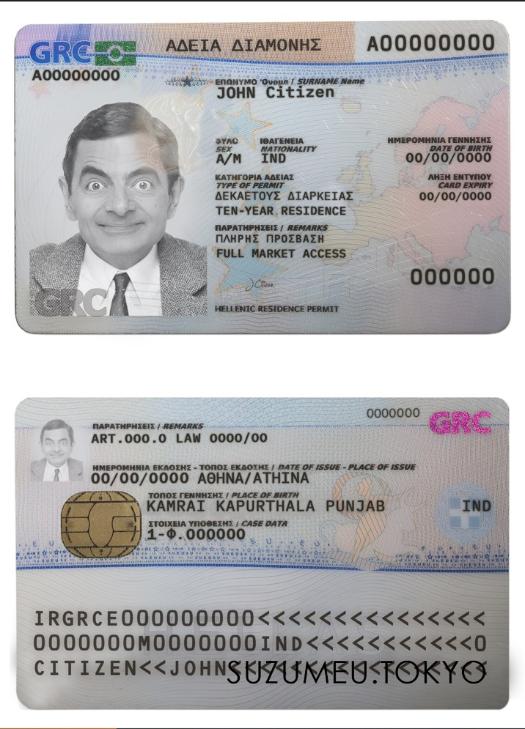 GRC
ΑΔΕΙΑ ΔΙΑΜΟΝΗΣ
A00000000
A00000000
ΕΠΩΝΥΜΟ Όνομα / SURNAME Name
JOHN Citizen
ΦΥΛΟ ΙΘΑΓΕΝΕΙΑ ΗΜΕΡΟΜΗΝΙΑ ΓΕΝΝΗΣΗΣ
SEX NATIONALITY DATE OF BIRTH
A/M IND 00/00/0000
ΚΑΤΗΓΟΡΙΑ ΑΔΕΙΑΣ ΛΗΞΗ ΕΝΤΥΠΟΥ
TYPE OF PERMIT CARD EXPIRY
ΔΕΚΑΕΤΟΥΣ ΔΙΑΡΚΕΙΑΣ 00/00/0000
TEN-YEAR RESIDENCE
ΠΑΡΑΤΗΡΗΣΕΙΣ / REMARKS
ΠΛΗΡΗΣ ΠΡΟΣΒΑΣΗ
FULL MARKET ACCESS
000000
GRC
HELLENIC RESIDENCE PERMIT
0000000 GRC
ΠΑΡΑΤΗΡΗΣΕΙΣ / REMARKS
ART.000.0 LAW 0000/00
ΗΜΕΡΟΜΗΝΙΑ ΕΚΔΟΣΗΣ - ΤΟΠΟΣ ΕΚΔΟΣΗΣ / DATE OF ISSUE - PLACE OF ISSUE
00/00/0000 ΑΘΗΝΑ/ATHINA
ΤΟΠΟΣ ΓΕΝΝΗΣΗΣ / PLACE OF BIRTH
KAMRAI KAPURTHALA PUNJAB IND
ΣΤΟΙΧΕΙΑ ΥΠΟΘΕΣΗΣ / CASE DATA
1-Φ.000000
IRGRCE0000000000<<<<<<<<<<<<<<<
0000000M0000000IND<<<<<<<<<<<0
CITIZEN<<JOHN<<<<<<<<<<<<<<<<<
SUZUMEU.TOKYO